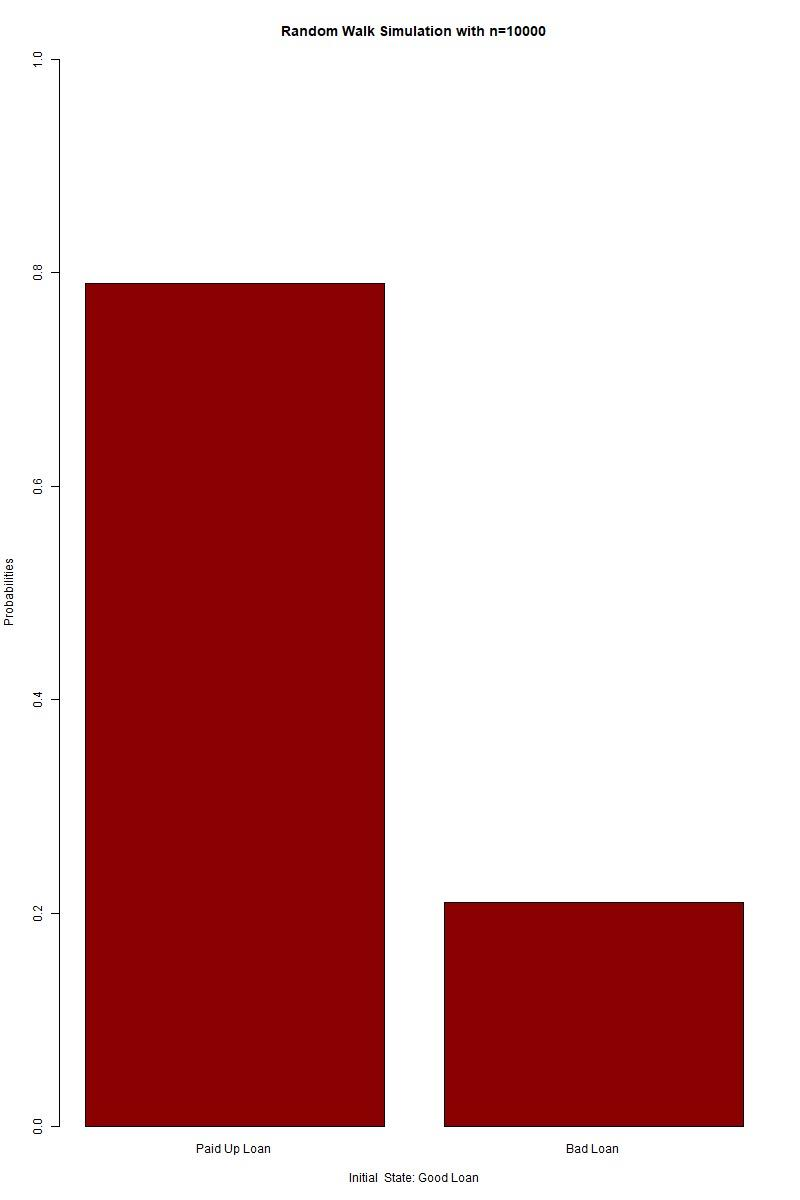 Random Walk Simulation with n=10000
1.0
0.8
0.6
0.4
0.2
0.0
Probabilities
Paid Up Loan
Bad Loan
Initial  State: Good Loan